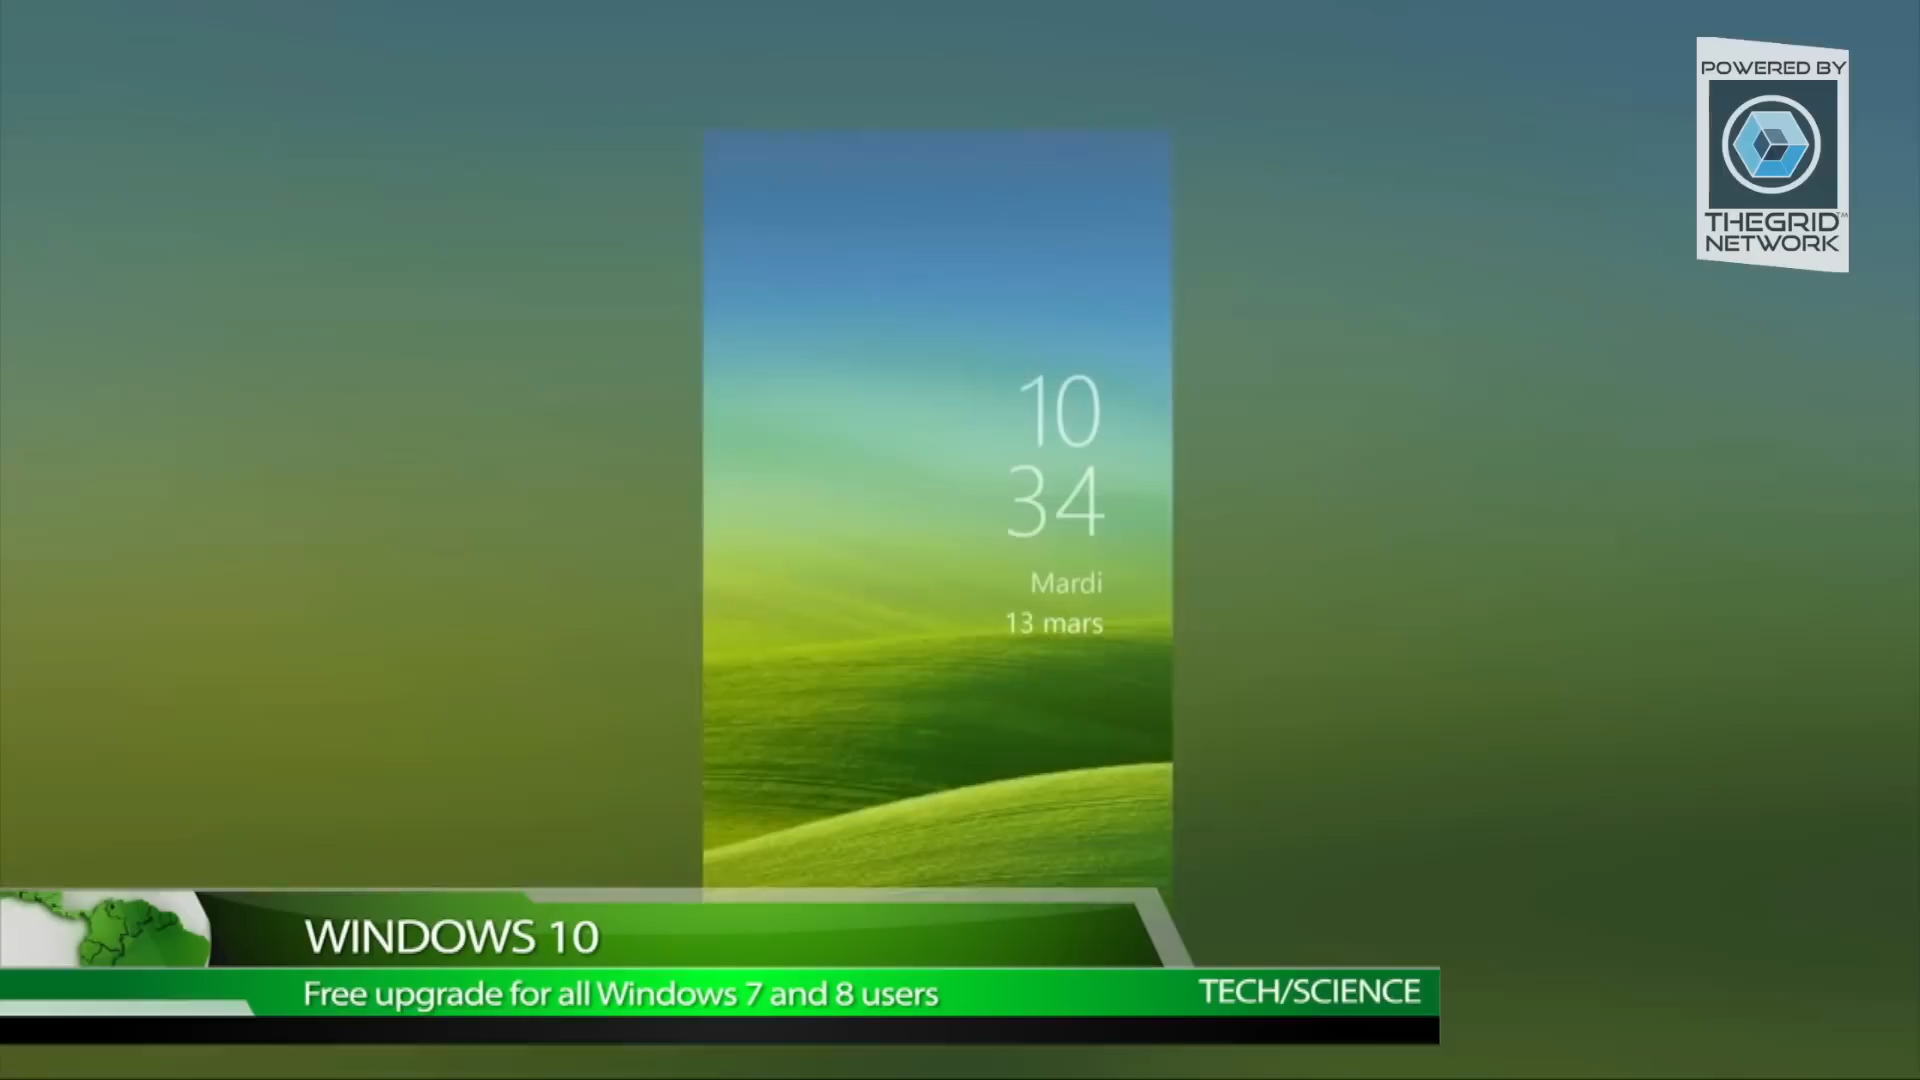 POWERED BY
THEGRID™
NETWORK
10
34
Mardi
13 mars
WINDOWS 10
Free upgrade for all Windows 7 and 8 users
TECH/SCIENCE